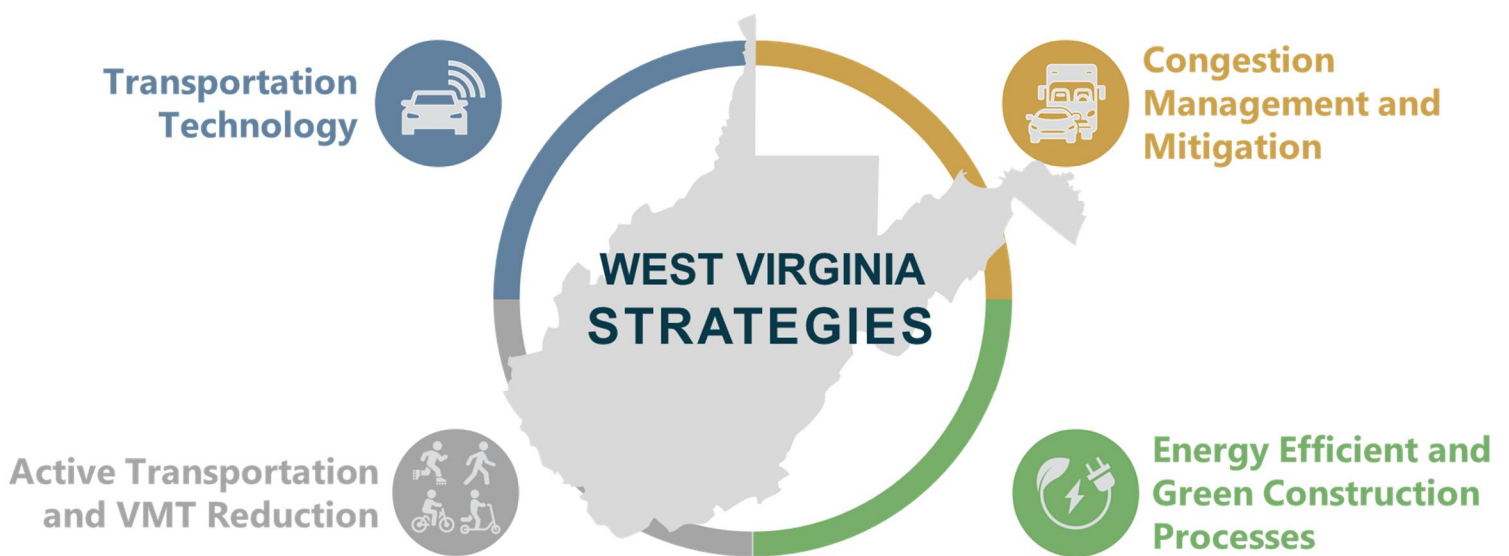 Transportation
Technology
Congestion
Management and
Mitigation
WEST VIRGINIA
STRATEGIES
Active Transportation
and VMT Reduction
Energy Efficient and
Green Construction
Processes